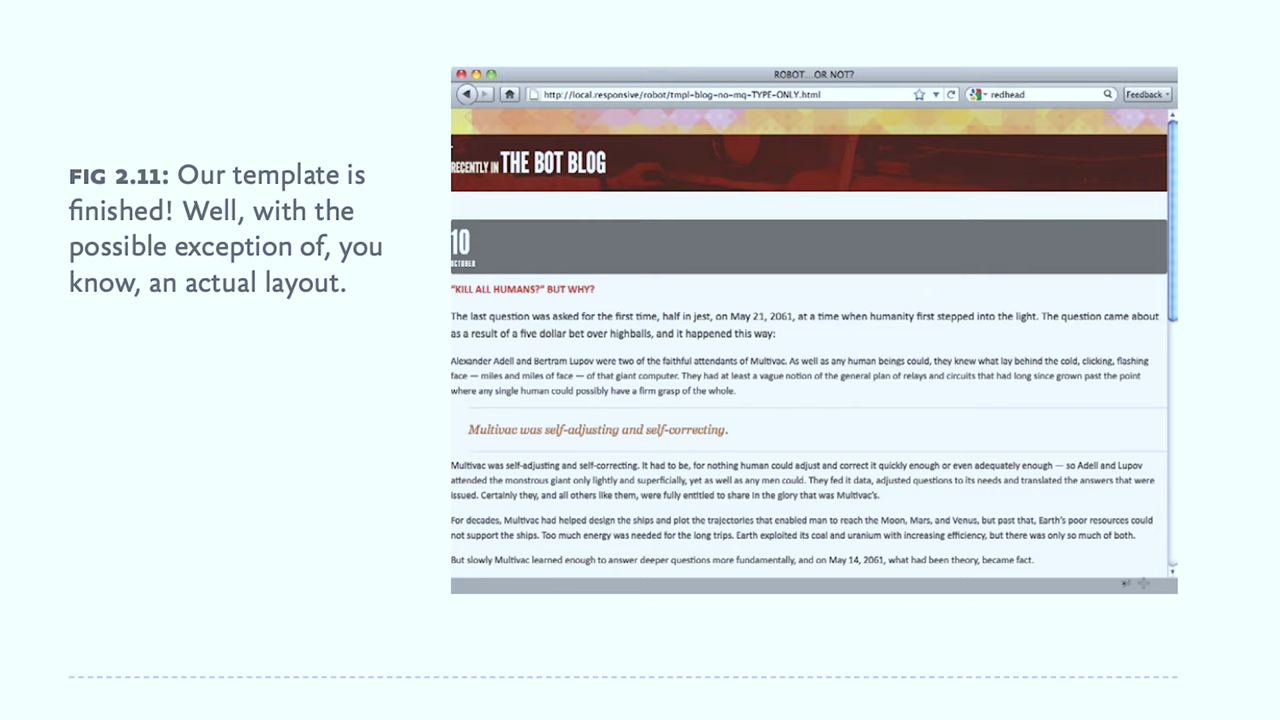 FIG 2.11: Our template is
finished! Well, with the
possible exception of, you
know, an actual layout.
ROBOT...OR NOT?
http://local.responsive/robot/tmpl-blog-no-mq-TYPE-ONLY.html
redhead
Feedback
RECENTLY IN THE BOT BLOG
10
OCTOBER
“KILL ALL HUMANS?” BUT WHY?
The last question was asked for the first time, half in jest, on May 21, 2061, at a time when humanity first stepped into the light. The question came about
as a result of a five dollar bet over highballs, and it happened this way:
Alexander Adell and Bertram Lupov were two of the faithful attendants of Multivac. As well as any human beings could, they knew what lay behind the cold, clicking, flashing
face — miles and miles of face — of that giant computer. They had at least a vague notion of the general plan of relays and circuits that had long since grown past the point
where any single human could possibly have a firm grasp of the whole.
Multivac was self-adjusting and self-correcting.
Multivac was self-adjusting and self-correcting. It had to be, for nothing human could adjust and correct it quickly enough or even adequately enough — so Adell and Lupov
attended the monstrous giant only lightly and superficially, yet as well as any men could. They fed it data, adjusted questions to its needs and translated the answers that were
issued. Certainly they, and all others like them, were fully entitled to share in the glory that was Multivac’s.
For decades, Multivac had helped design the ships and plot the trajectories that enabled man to reach the Moon, Mars, and Venus, but past that, Earth’s poor resources could
not support the ships. Too much energy was needed for the long trips. Earth exploited its coal and uranium with increasing efficiency, but there was only so much of both.
But slowly Multivac learned enough to answer deeper questions more fundamentally, and on May 14, 2061, what had been theory, became fact.